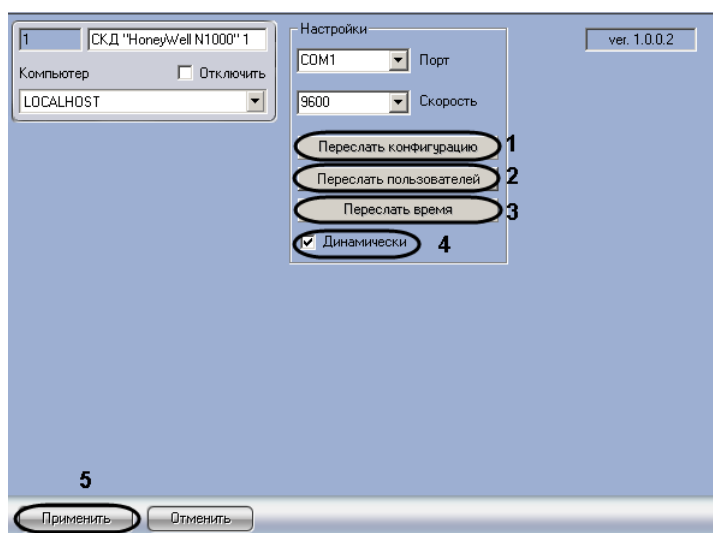 1
СКД "HoneyWell N1000" 1
Компьютер
Отключить
LOCALHOST
Настройки
COM1
Порт
9600
Скорость
Переслать конфигурацию
1
Переслать пользователей
2
Переслать время
3
Динамически
4
ver. 1.0.0.2
5
Применить
Отменить